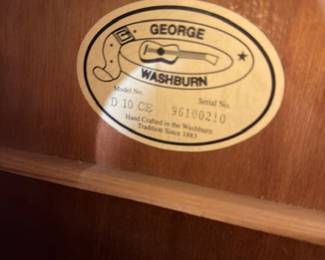 GEORGE
WASHBURN
Model No. Serial No.
D 10 CE 96100210
Hand Crafted in the Washburn
Tradition Since 1883